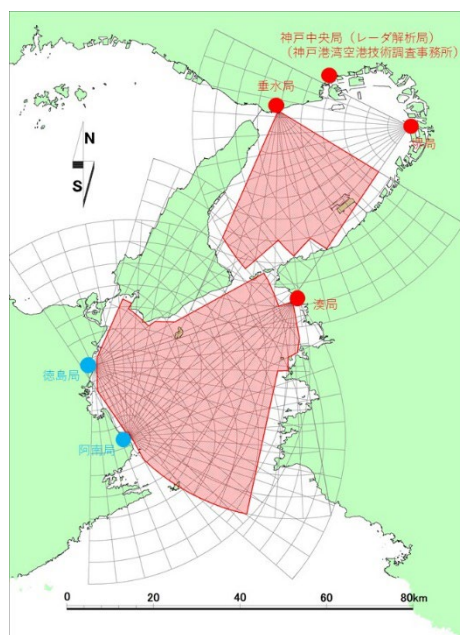 神戸中央局（レーダ解析局）
（神戸港湾空港技術調査事務所）
垂水局
堺局
N
S
湊局
徳島局
阿南局
0 20 40 60 80km